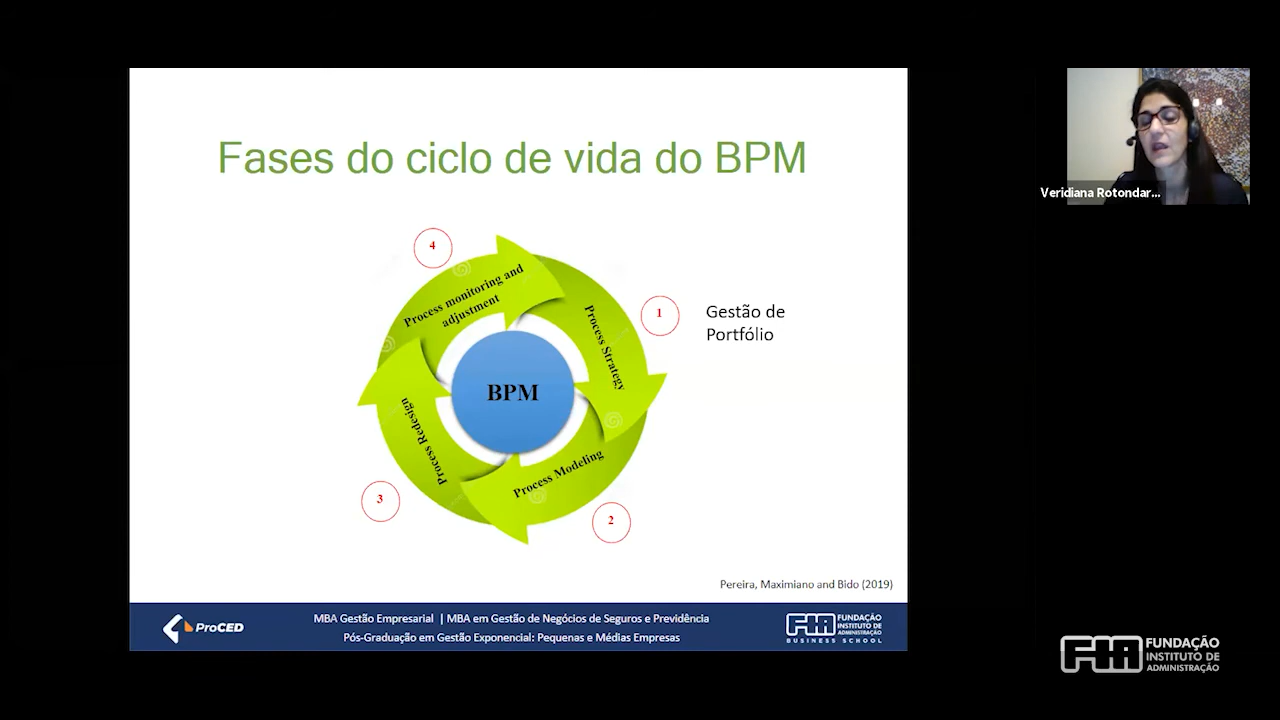 Fases do ciclo de vida do BPM
4
Process monitoring and
adjustment
1
Gestão de
Portfólio
Process Strategy
BPM
Process Redesign
Process Modeling
3
2
Pereira, Maximiano and Bido (2019)
ProCED
MBA Gestão Empresarial | MBA em Gestão de Negócios de Seguros e Previdência
Pós-Graduação em Gestão Exponencial: Pequenas e Médias Empresas
FIA FUNDAÇÃO
INSTITUTO DE
ADMINISTRAÇÃO
BUSINESS SCHOOL
Veridiana Rotondar...
FIA FUNDAÇÃO
INSTITUTO DE
ADMINISTRAÇÃO